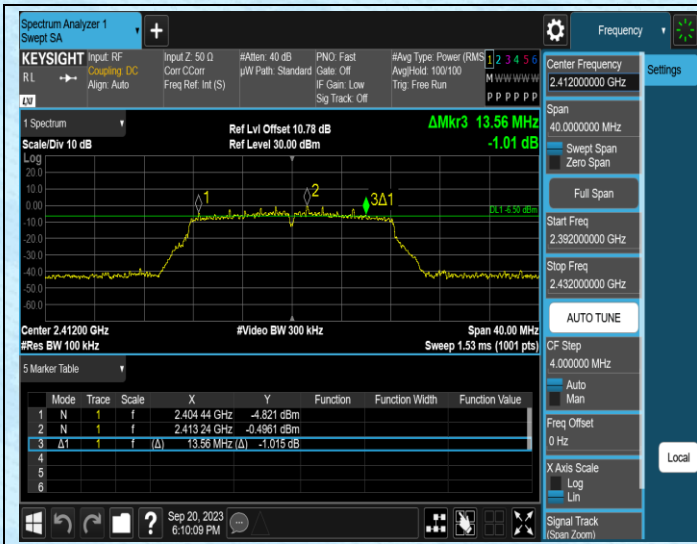 Spectrum Analyzer 1
Swept SA
+
Frequency
KEYSIGHT
RL
LXI
Input: RF
Coupling: DC
Align: Auto
Input Z: 50 Ω
Corr CCorr
Freq Ref: Int (S)
#Atten: 40 dB
µW Path: Standard
PNO: Fast
Gate: Off
IF Gain: Low
Sig Track: Off
#Avg Type: Power (RMS
Avg|Hold: 100/100
Trig: Free Run
1 2 3 4 5 6
M W W W W W
P P P P P P
1 Spectrum
Scale/Div 10 dB
Ref Lvl Offset 10.78 dB
Ref Level 30.00 dBm
ΔMkr3 13.56 MHz
-1.01 dB
Log
20.0
10.0
0.00
-10.0
-20.0
-30.0
-40.0
-50.0
-60.0
1
2
3Δ1
DL1 -6.50 dBm
Center 2.41200 GHz
#Res BW 100 kHz
#Video BW 300 kHz
Span 40.00 MHz
Sweep 1.53 ms (1001 pts)
5 Marker Table
Mode Trace Scale X Y Function Function Width Function Value
1 N 1 f 2.404 44 GHz -4.821 dBm
2 N 1 f 2.413 24 GHz -0.4961 dBm
3 Δ1 1 f (Δ) 13.56 MHz (Δ) -1.015 dB
4
5
6
?
Sep 20, 2023
6:10:09 PM
Center Frequency
2.412000000 GHz
Settings
Span
40.0000000 MHz
Swept Span
Zero Span
Full Span
Start Freq
2.392000000 GHz
Stop Freq
2.432000000 GHz
AUTO TUNE
CF Step
4.000000 MHz
Auto
Man
Freq Offset
0 Hz
Local
X Axis Scale
Log
Lin
Signal Track
(Span Zoom)